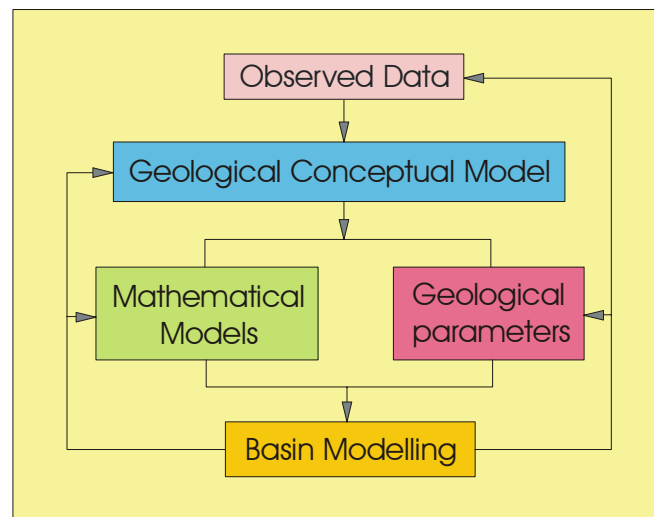 Observed Data
Geological Conceptual Model
Mathematical
Models
Geological
parameters
Basin Modelling